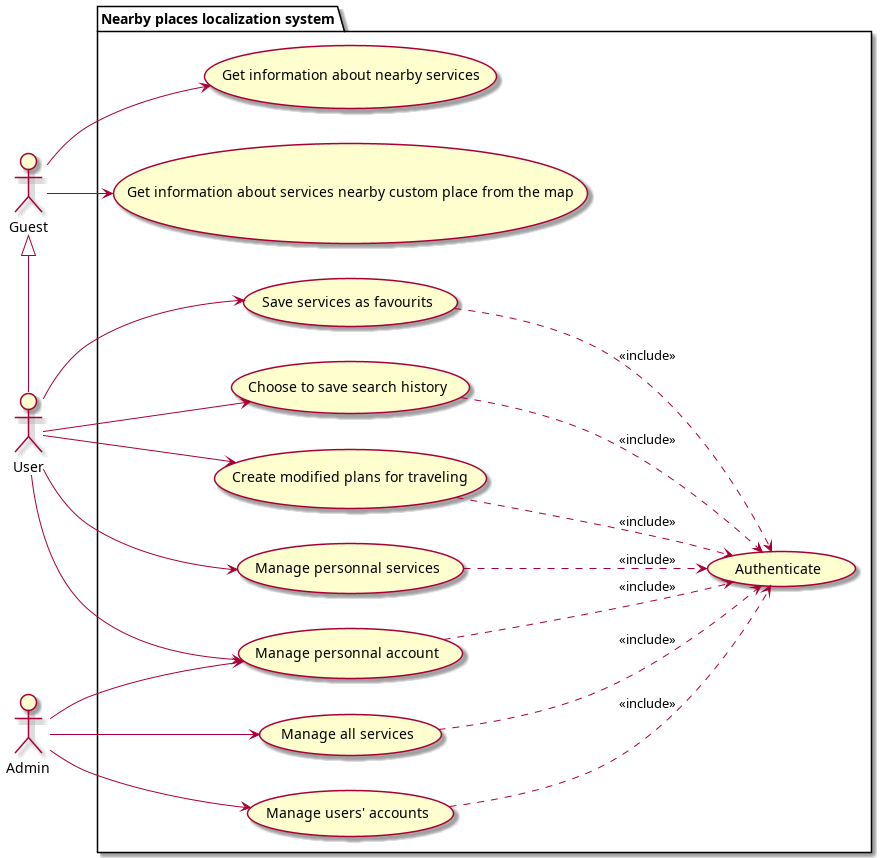 Nearby places localization system
Get information about nearby services
Get information about services nearby custom place from the map
Guest
Save services as favourits
«include»
Choose to save search history
«include»
User
Create modified plans for traveling
«include»
Manage personnal services
«include»
Authenticate
«include»
Manage personnal account
«include»
Manage all services
«include»
Admin
Manage users' accounts